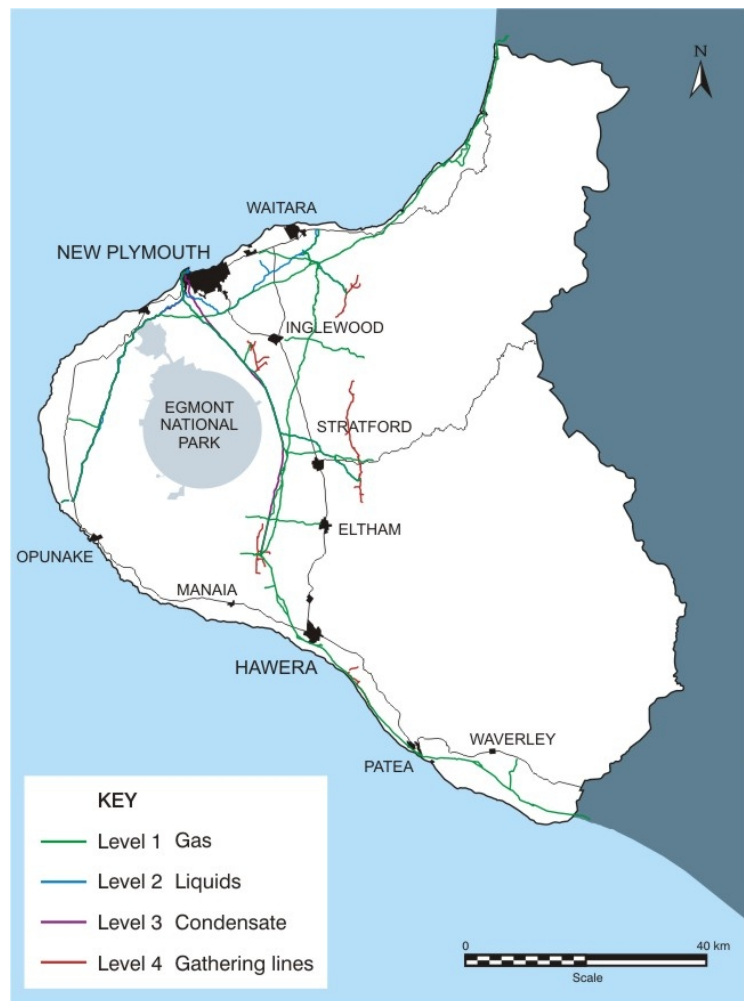 N
WAITARA
NEW PLYMOUTH
INGLEWOOD
EGMONT
NATIONAL
PARK
STRATFORD
ELTHAM
OPUNAKE
MANAIA
HAWERA
WAVERLEY
PATEA
KEY
Level 1 Gas
Level 2 Liquids
Level 3 Condensate
Level 4 Gathering lines
0 40 km
Scale